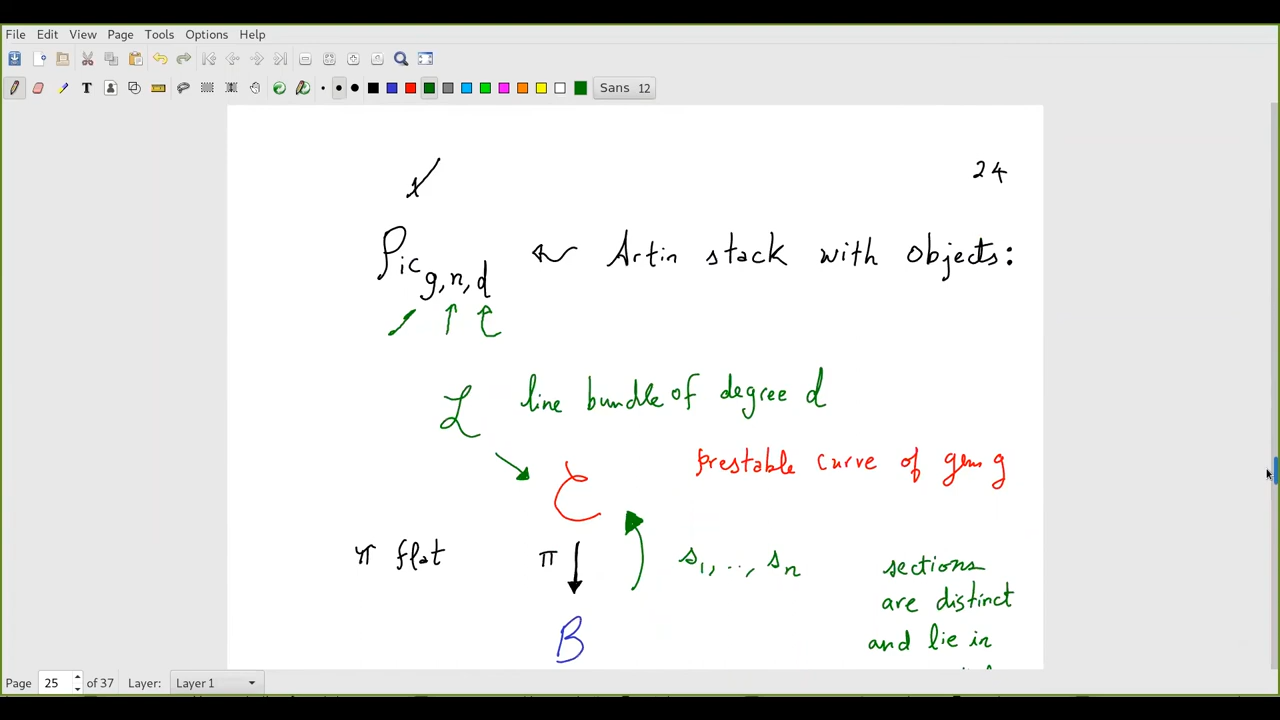 File Edit View Page Tools Options Help
Sans 12
24
Pic g,n,d ← Artin stack with objects:
L line bundle of degree d
prestable curve of genus g
C
π flat π s1, .., sn
sections
are distinct
B and lie in
Page 25 of 37 Layer: Layer 1